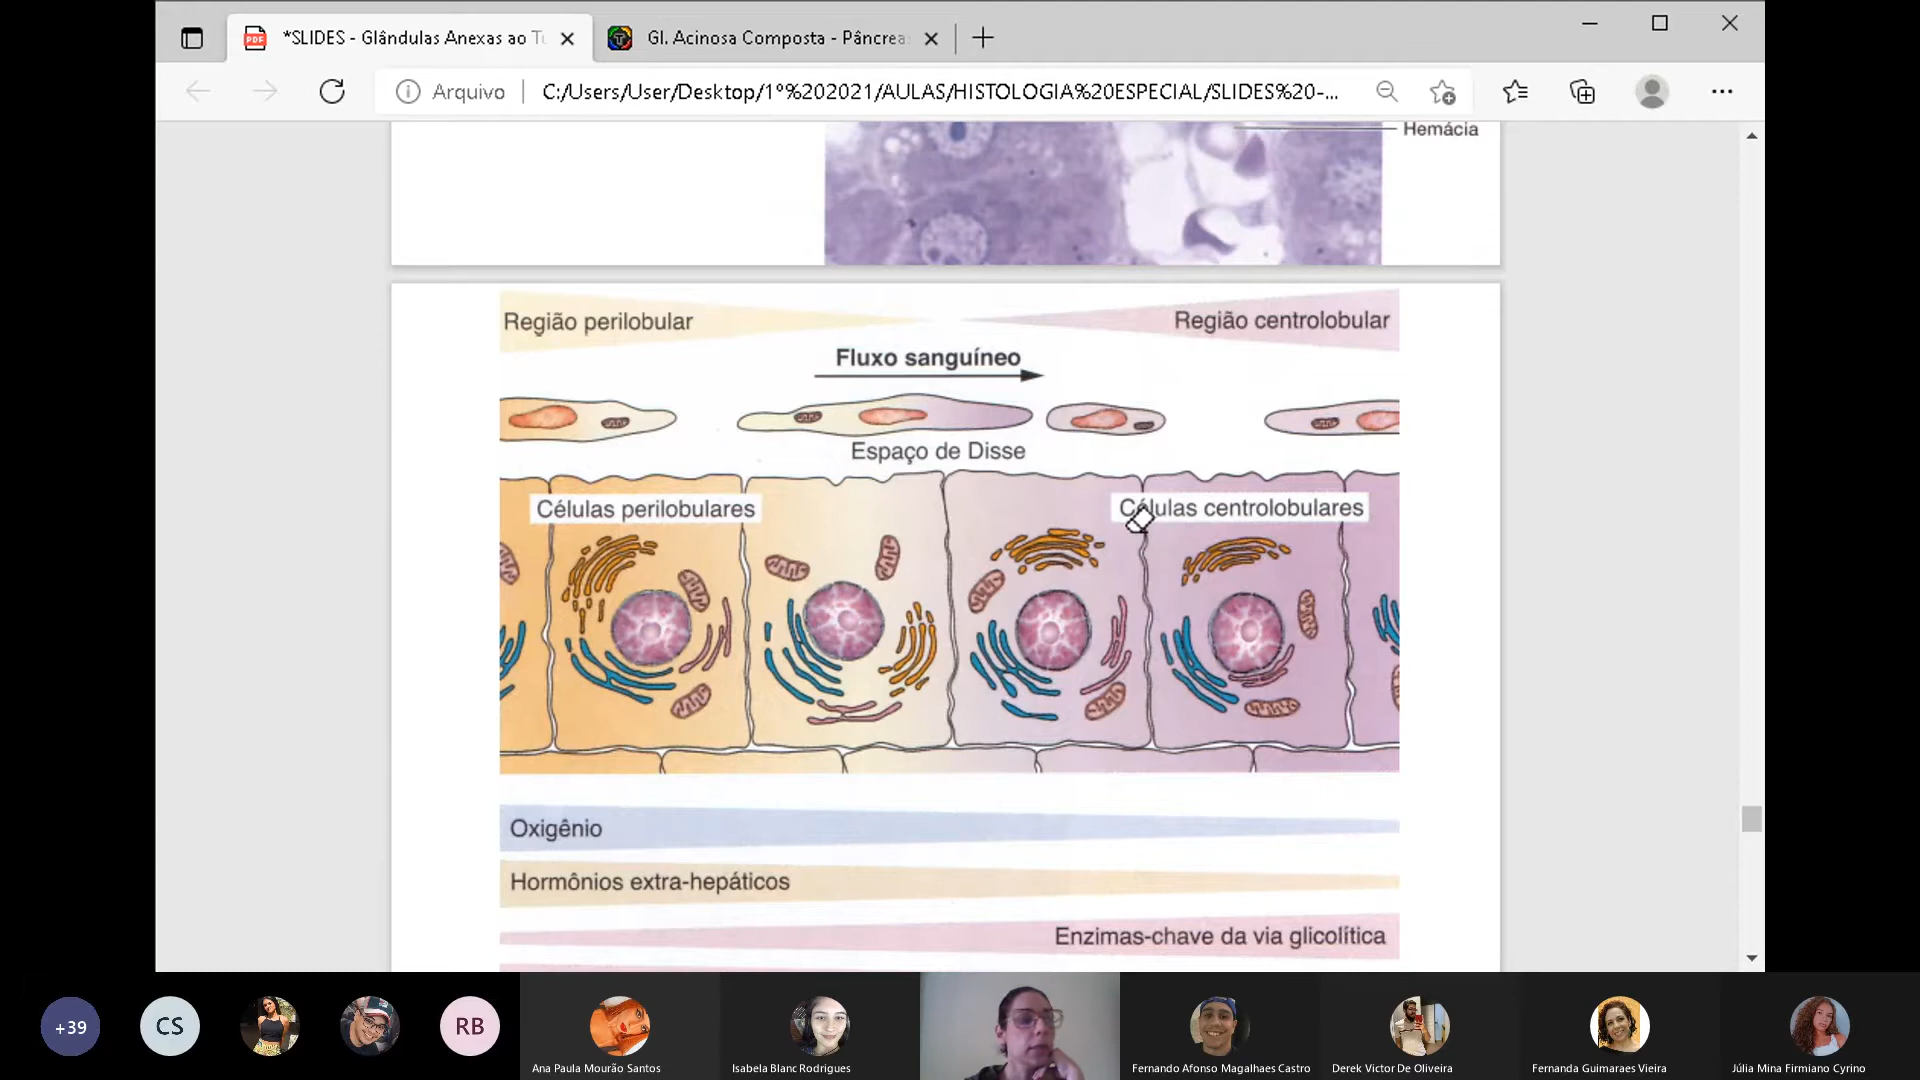 *SLIDES - Glândulas Anexas ao T
Gl. Acinosa Composta - Pâncrea
Arquivo
C:/Users/User/Desktop/1º%202021/AULAS/HISTOLOGIA%20ESPECIAL/SLIDES%20-...
Hemácia
Região perilobular
Região centrolobular
Fluxo sanguíneo
Espaço de Disse
Células perilobulares
Células centrolobulares
Oxigênio
Hormônios extra-hepáticos
Enzimas-chave da via glicolítica
+39
CS
RB
Ana Paula Mourão Santos
Isabela Blanc Rodrigues
Fernando Afonso Magalhaes Castro
Derek Victor De Oliveira
Fernanda Guimaraes Vieira
Júlia Mina Firmiano Cyrino